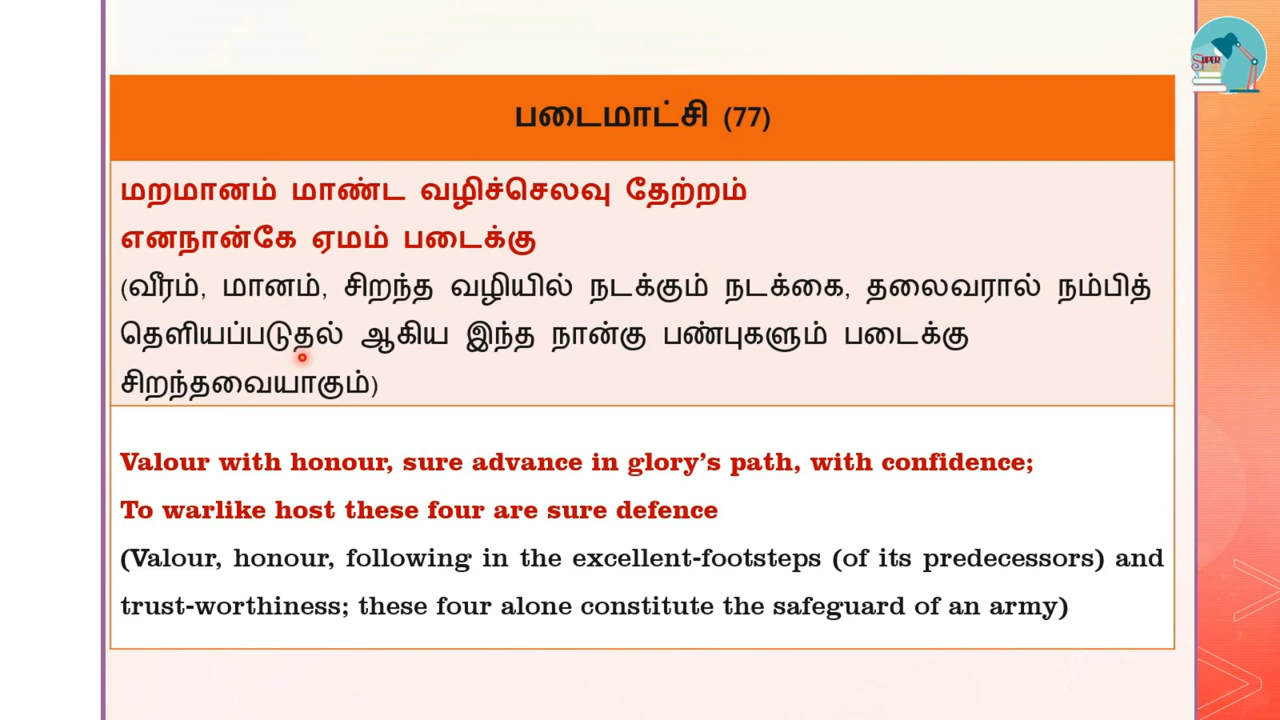 படைமாட்சி (77)
மறமானம் மாண்ட வழிச்செலவு தேற்றம்
எனநான்கே ஏமம் படைக்கு
(வீரம், மானம், சிறந்த வழியில் நடக்கும் நடக்கை, தலைவரால் நம்பித்
தெளியப்படுதல் ஆகிய இந்த நான்கு பண்புகளும் படைக்கு
சிறந்தவையாகும்)
Valour with honour, sure advance in glory’s path, with confidence;
To warlike host these four are sure defence
(Valour, honour, following in the excellent-footsteps (of its predecessors) and
trust-worthiness; these four alone constitute the safeguard of an army)
SUPER